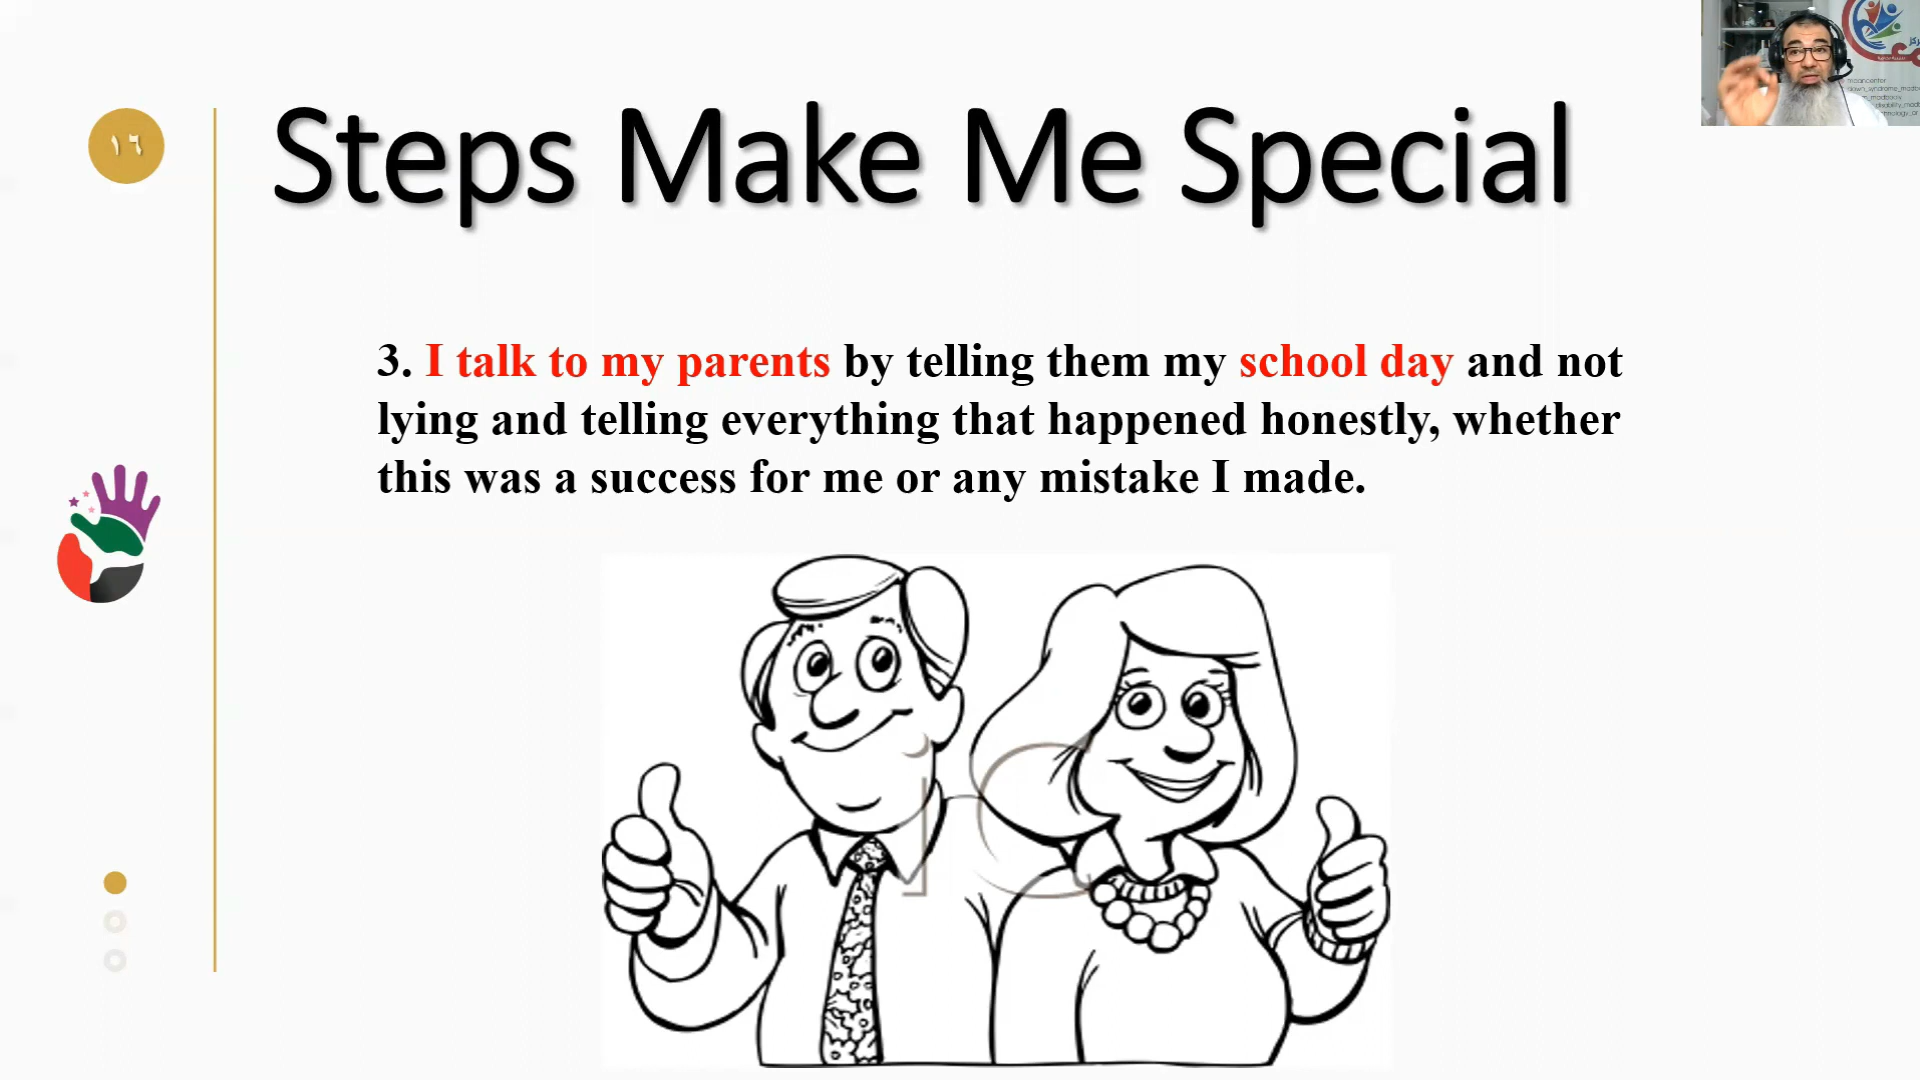 ١٦
Steps Make Me Special
3. I talk to my parents by telling them my school day and not
lying and telling everything that happened honestly, whether
this was a success for me or any mistake I made.
maancenter